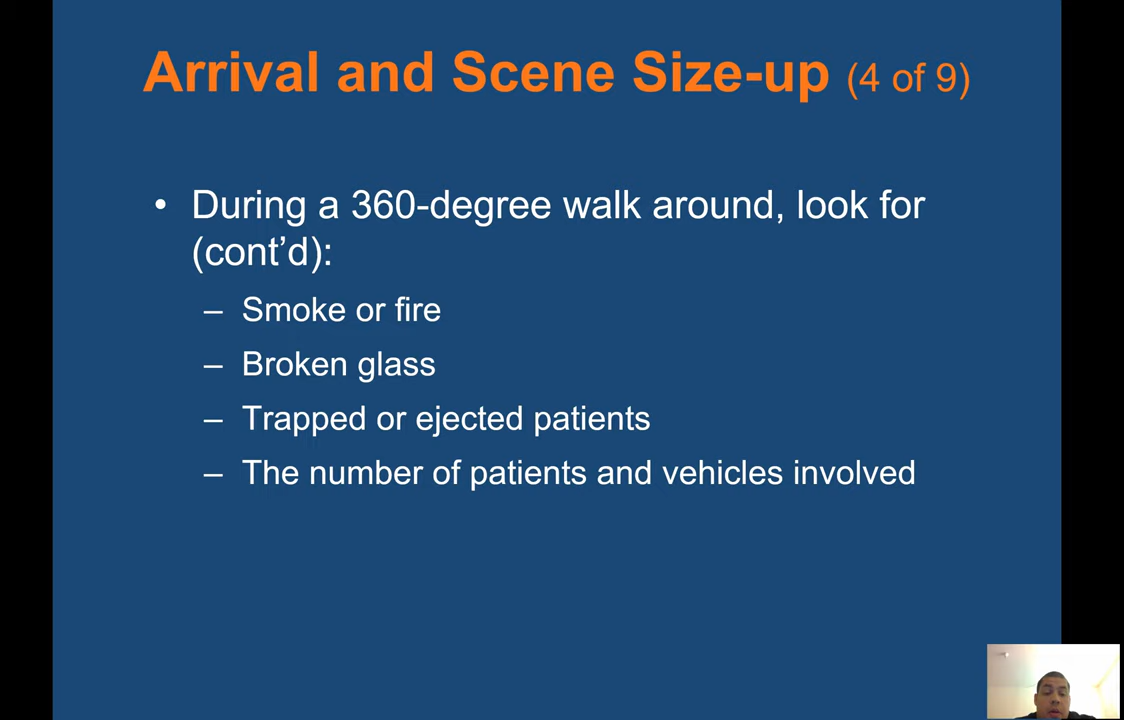 Arrival and Scene Size-up (4 of 9)
• During a 360-degree walk around, look for
(cont’d):
– Smoke or fire
– Broken glass
– Trapped or ejected patients
– The number of patients and vehicles involved